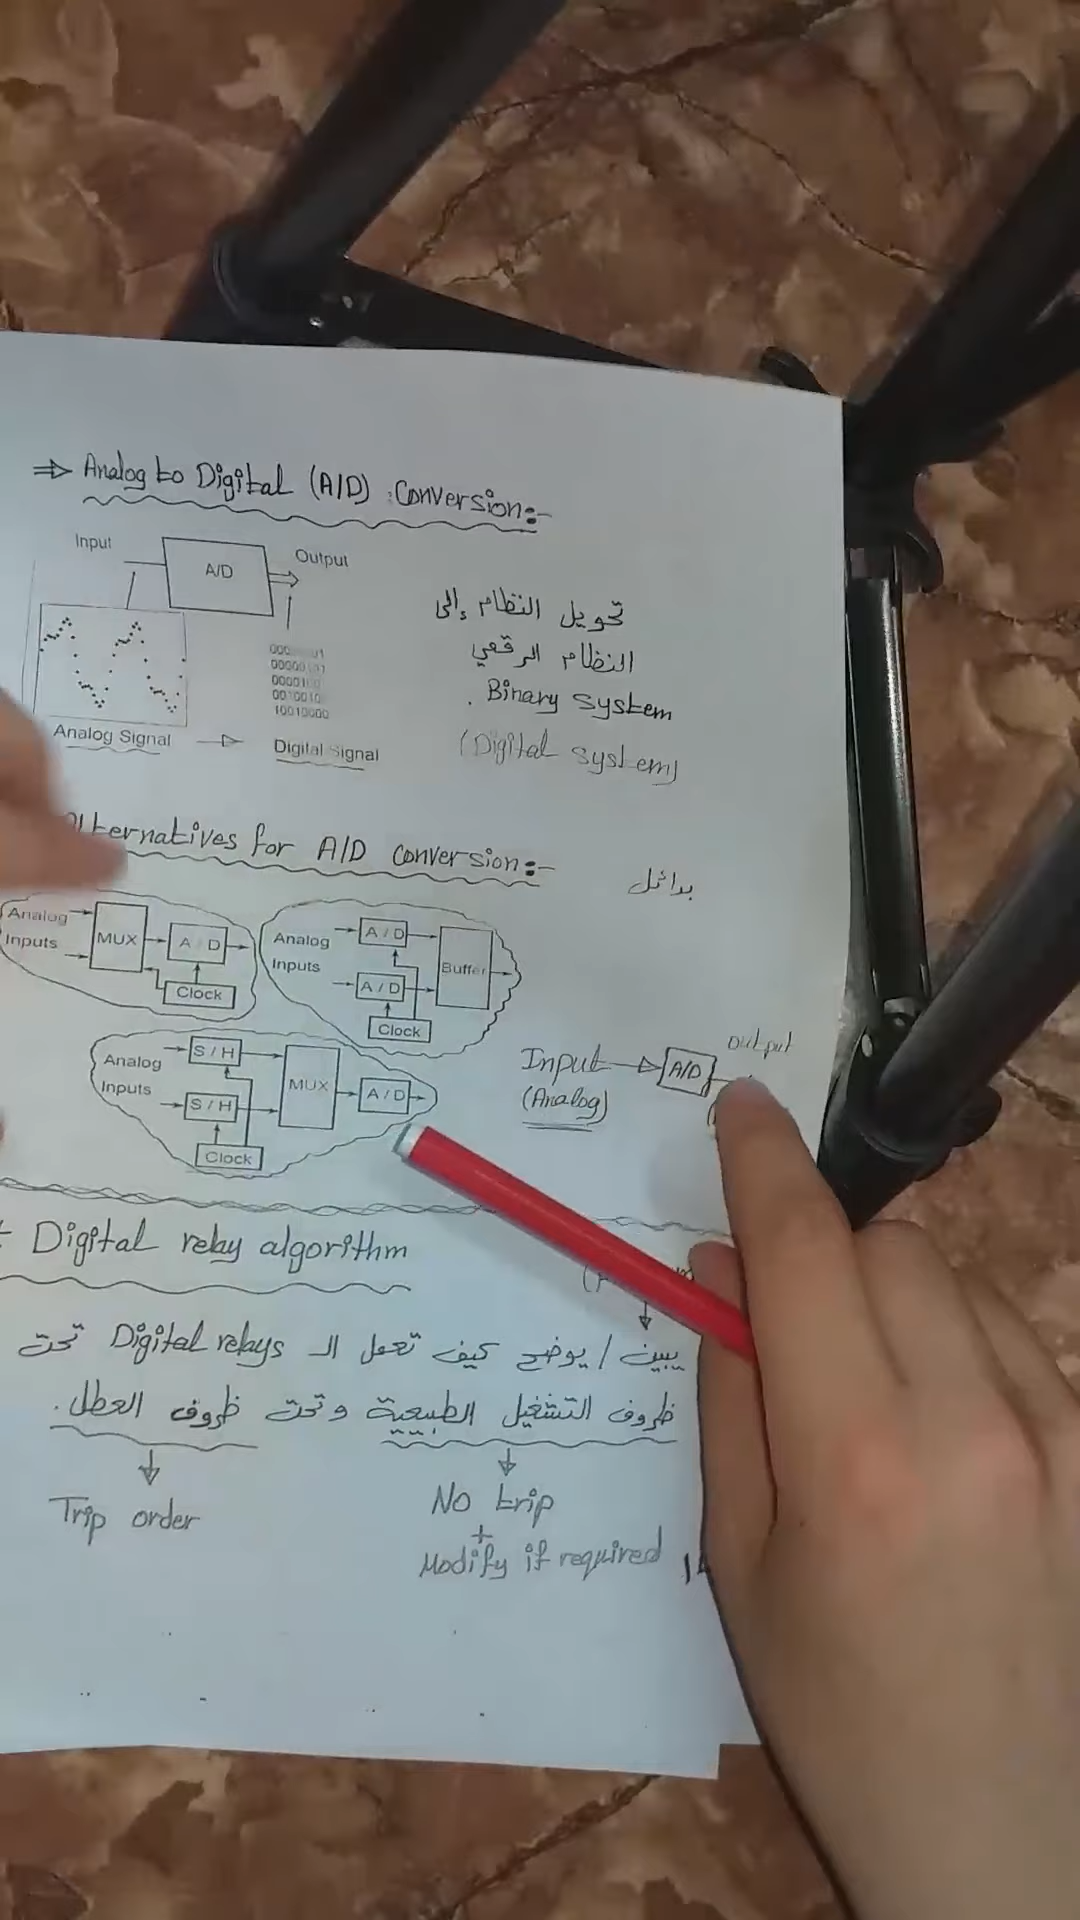 ⇒ Analog to Digital (A/D) Conversion:-
Input
A/D
Output
تحويل النظام إلى
النظام الرقمي
Binary system.
(Digital system)
0010010
10010000
Analog Signal → Digital Signal
Alternatives for A/D conversion:-
بدائل
Analog
Inputs
MUX
A / D
Clock
Analog
Inputs
A / D
A / D
Buffer
Clock
Analog
Inputs
S / H
S / H
MUX
A / D
Clock
Input → A/D
output
(Analog)
Digital relay algorithm
يبين / يوضح كيف تعمل الـ Digital relays تحت
ظروف التشغيل الطبيعية وتحت ظروف العطل.
Trip order
No trip
+
Modify if required